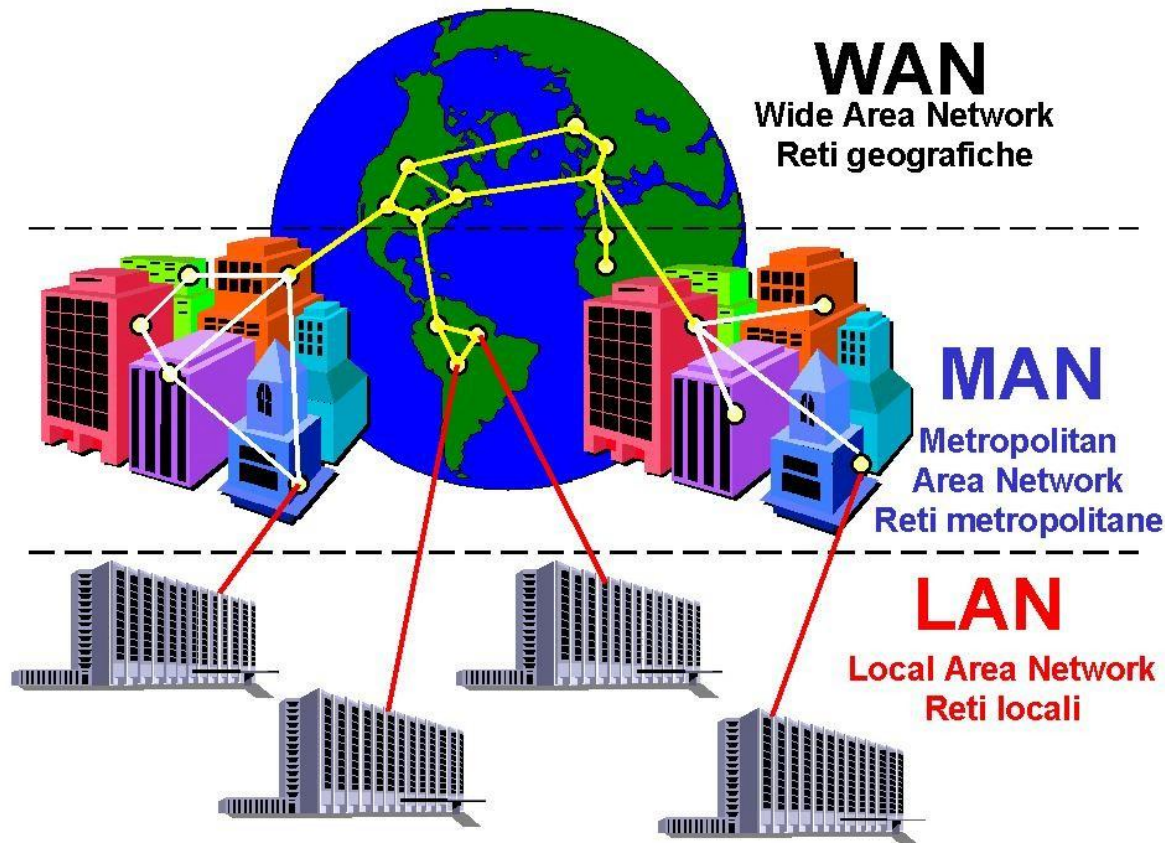 WAN
Wide Area Network
Reti geografiche
MAN
Metropolitan
Area Network
Reti metropolitane
LAN
Local Area Network
Reti locali